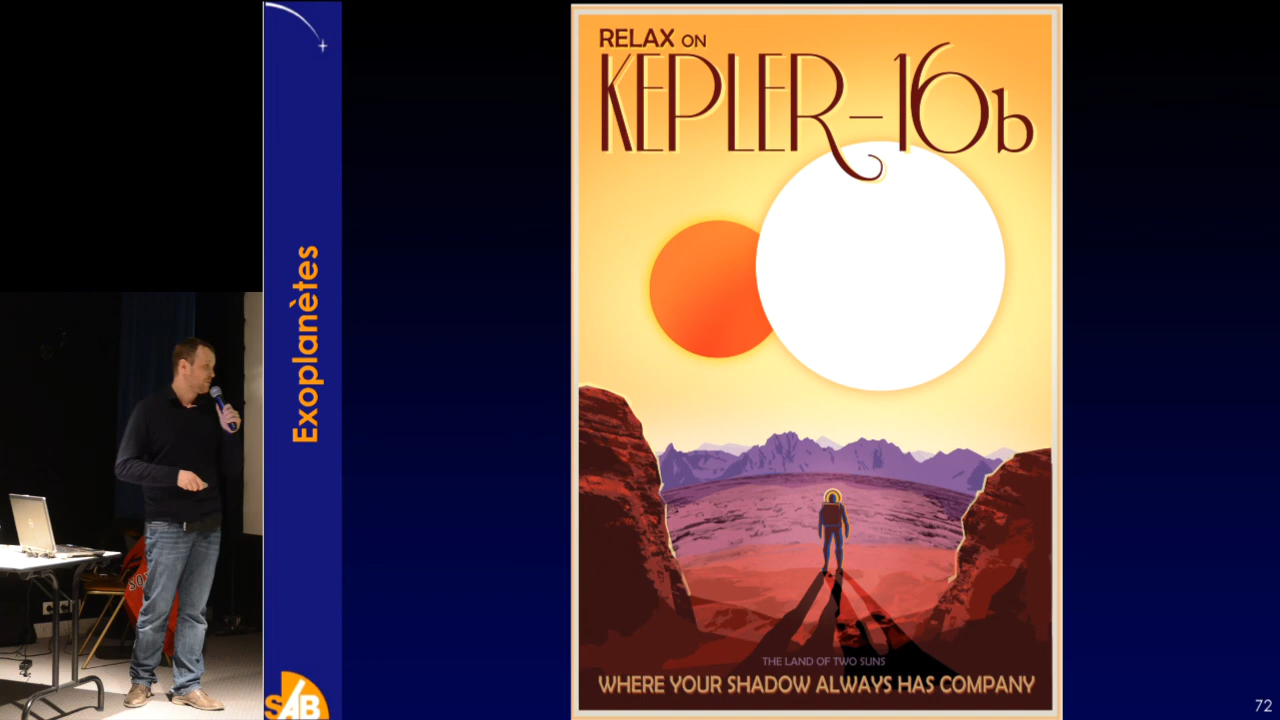 Exoplanètes
SAB
RELAX ON
KEPLER-16b
THE LAND OF TWO SUNS
WHERE YOUR SHADOW ALWAYS HAS COMPANY
72